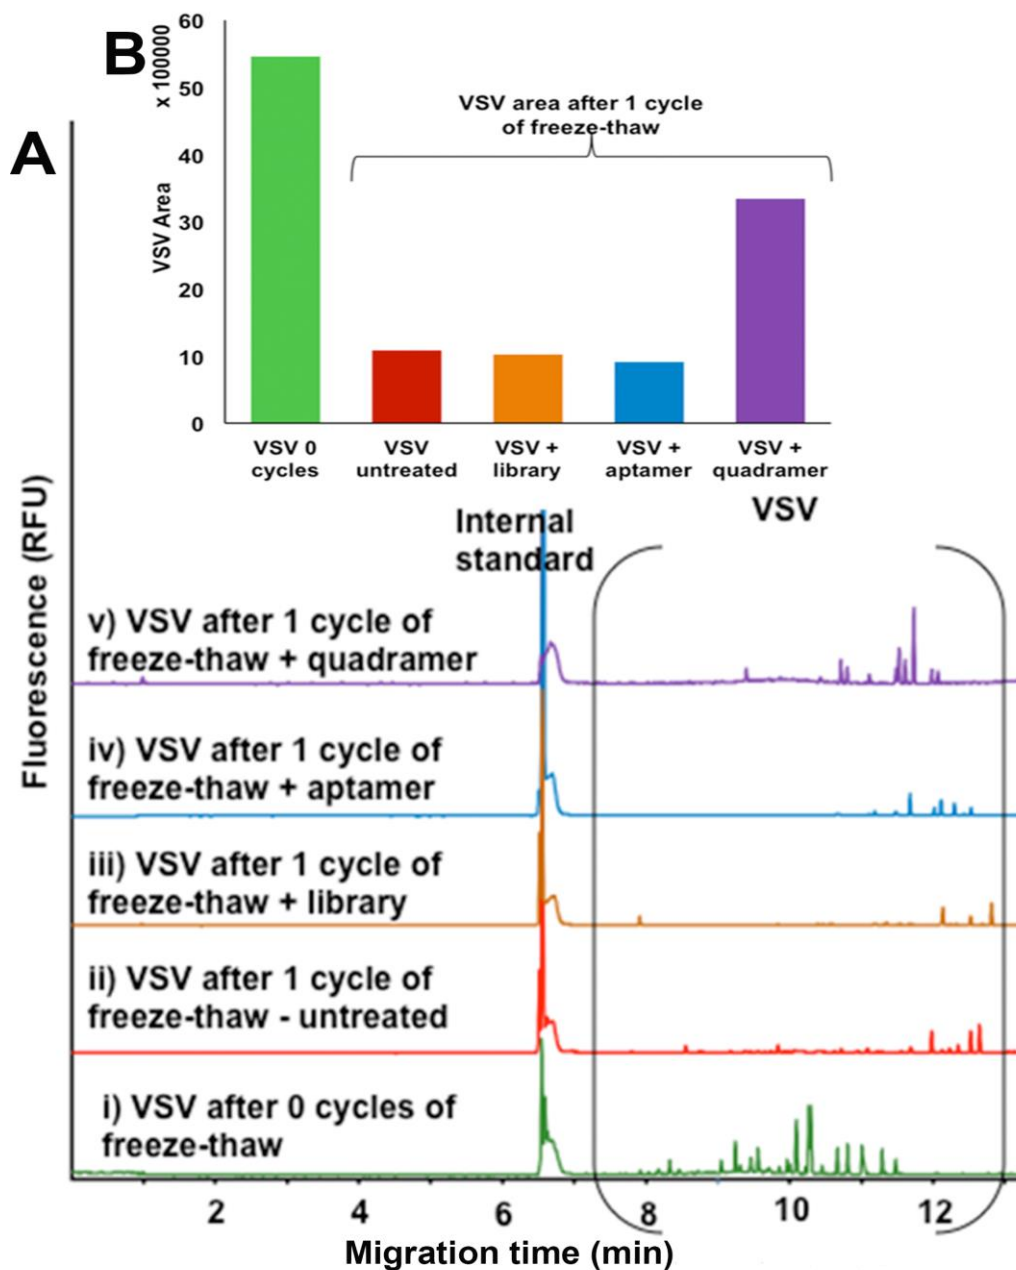 B
x 100000
VSV Area
60
50
40
30
20
10
0
VSV area after 1 cycle
of freeze-thaw
VSV 0
cycles
VSV
untreated
VSV +
library
VSV +
aptamer
VSV +
quadramer
A
Fluorescence (RFU)
Internal
standard
VSV
v) VSV after 1 cycle of
freeze-thaw + quadramer
iv) VSV after 1 cycle of
freeze-thaw + aptamer
iii) VSV after 1 cycle of
freeze-thaw + library
ii) VSV after 1 cycle of
freeze-thaw - untreated
i) VSV after 0 cycles of
freeze-thaw
2 4 6 8 10 12
Migration time (min)